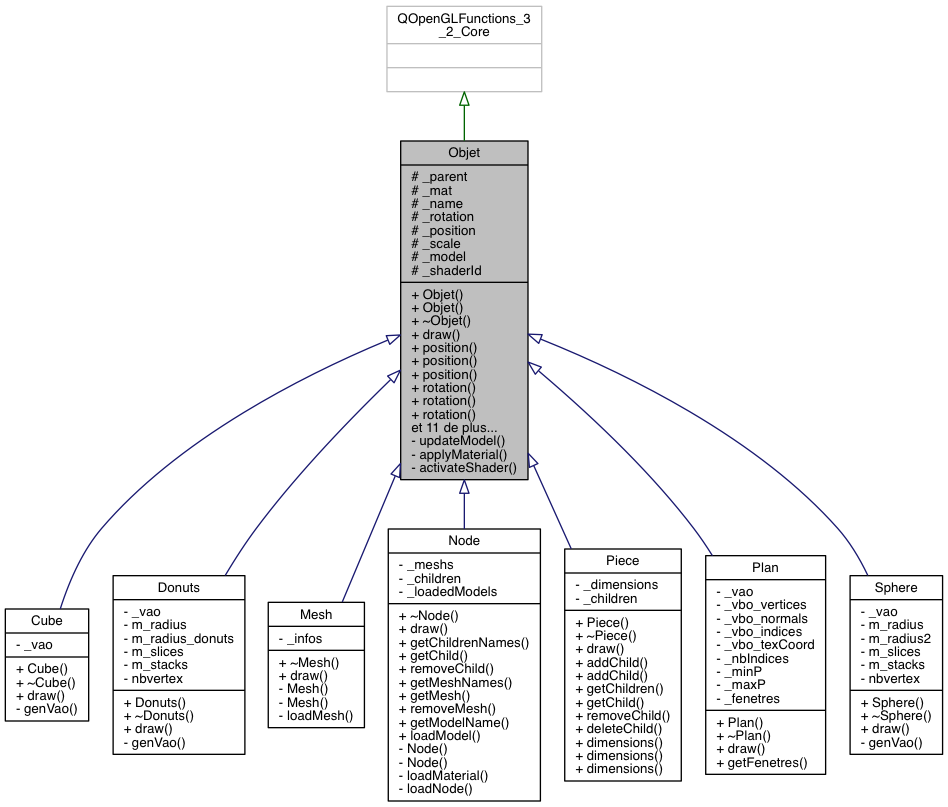 QOpenGLFunctions_3
_2_Core
Objet
# _parent
# _mat
# _name
# _rotation
# _position
# _scale
# _model
# _shaderId
+ Objet()
+ Objet()
+ ~Objet()
+ draw()
+ position()
+ position()
+ position()
+ rotation()
+ rotation()
+ rotation()
et 11 de plus...
- updateModel()
- applyMaterial()
- activateShader()
Cube
- _vao
+ Cube()
+ ~Cube()
+ draw()
- genVao()
Donuts
- _vao
- m_radius
- m_radius_donuts
- m_slices
- m_stacks
- nbvertex
+ Donuts()
+ ~Donuts()
+ draw()
- genVao()
Mesh
- _infos
+ ~Mesh()
+ draw()
- Mesh()
- Mesh()
- loadMesh()
Node
- _meshs
- _children
- _loadedModels
+ ~Node()
+ draw()
+ getChildrenNames()
+ getChild()
+ removeChild()
+ getMeshNames()
+ getMesh()
+ removeMesh()
+ getModelName()
+ loadModel()
- Node()
- Node()
- loadMaterial()
- loadNode()
Piece
- _dimensions
- _children
+ Piece()
+ ~Piece()
+ draw()
+ addChild()
+ addChild()
+ getChildren()
+ getChild()
+ removeChild()
+ deleteChild()
+ dimensions()
+ dimensions()
+ dimensions()
Plan
- _vao
- _vbo_vertices
- _vbo_normals
- _vbo_indices
- _vbo_texCoord
- _nbIndices
- _minP
- _maxP
- _fenetres
+ Plan()
+ ~Plan()
+ draw()
+ getFenetres()
Sphere
- _vao
- m_radius
- m_radius2
- m_slices
- m_stacks
- nbvertex
+ Sphere()
+ ~Sphere()
+ draw()
- genVao()